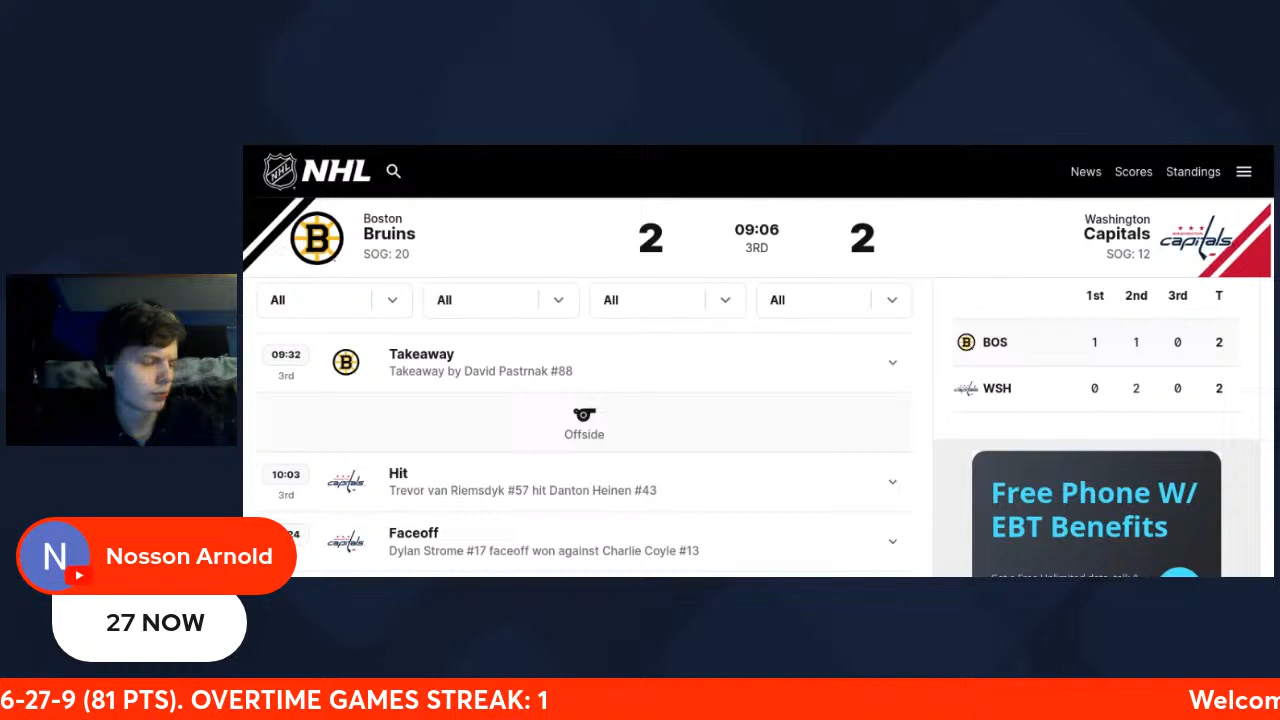 NHL
News Scores Standings
Boston
Bruins
SOG: 20
2
09:06
3RD
2
Washington
Capitals
SOG: 12
capitals
All All All All
09:32
3rd
B
Takeaway
Takeaway by David Pastrnak #88
Offside
10:03
3rd
capitals
Hit
Trevor van Riemsdyk #57 hit Danton Heinen #43
capitals
Faceoff
Dylan Strome #17 faceoff won against Charlie Coyle #13
1st 2nd 3rd T
BOS 1 1 0 2
WSH 0 2 0 2
Free Phone W/
EBT Benefits
N
Nosson Arnold
27 NOW
6-27-9 (81 PTS). OVERTIME GAMES STREAK: 1
Welcom